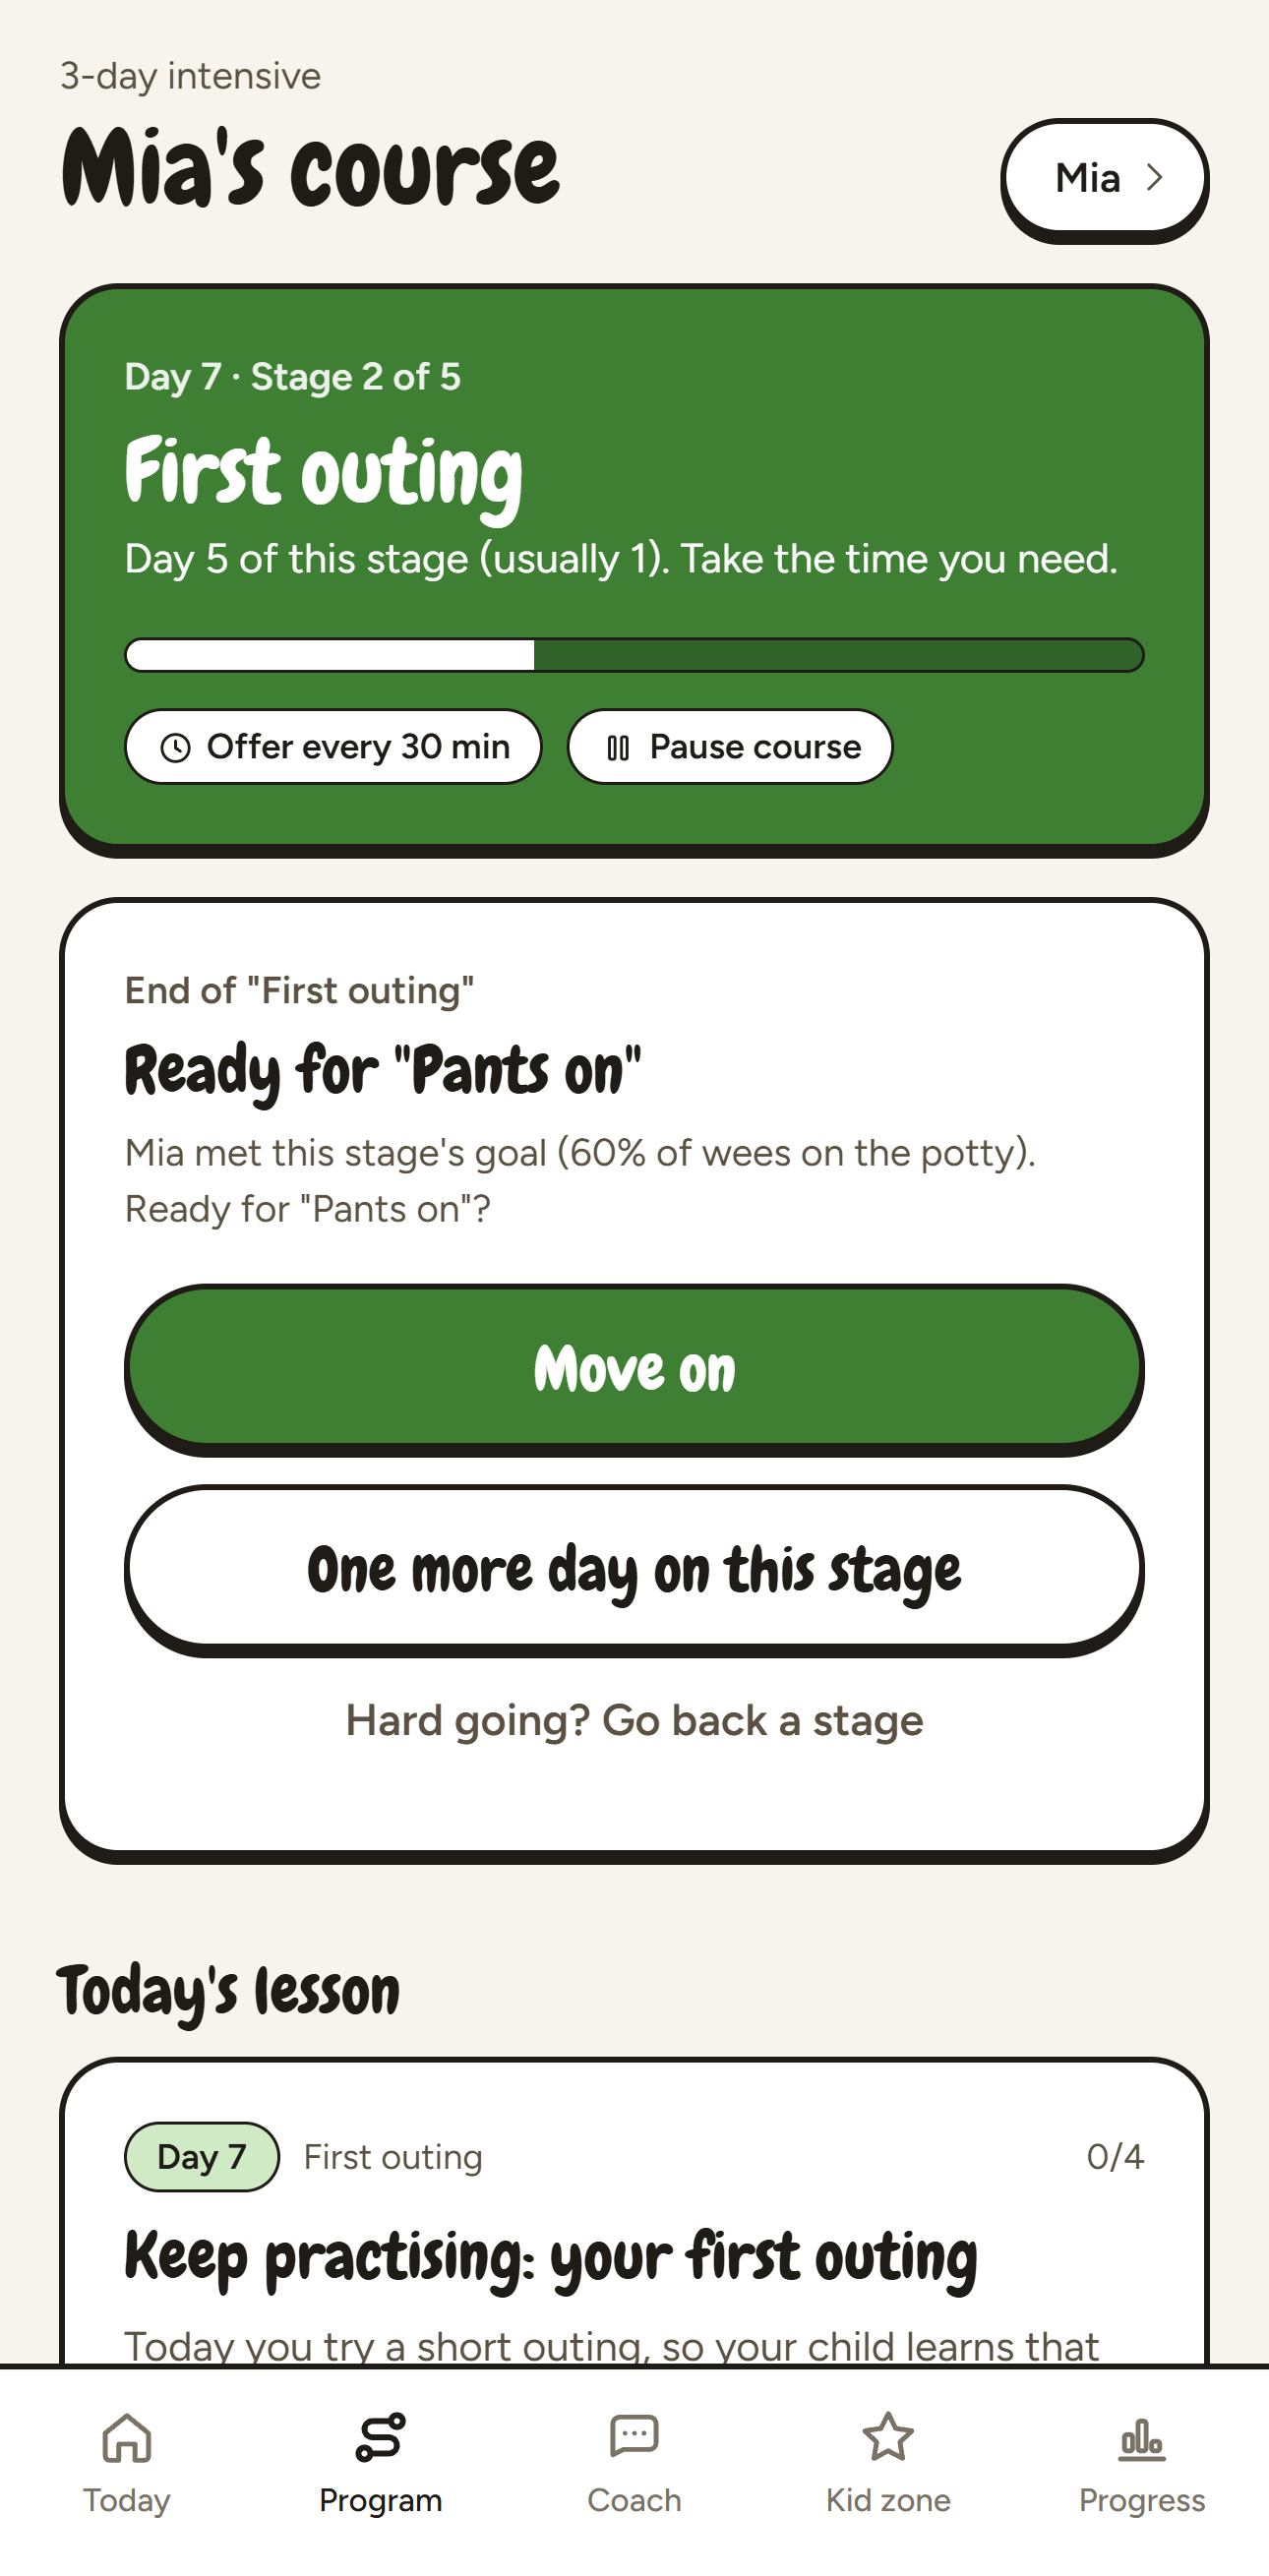 3-day intensive
Mia's course
Mia
Day 7 · Stage 2 of 5
First outing
Day 5 of this stage (usually 1). Take the time you need.
Offer every 30 min
Pause course
End of "First outing"
Ready for "Pants on"
Mia met this stage's goal (60% of wees on the potty).
Ready for "Pants on"?
Move on
One more day on this stage
Hard going? Go back a stage
Today's lesson
Day 7
First outing
0/4
Keep practising: your first outing
Today you try a short outing, so your child learns that
Today
Program
Coach
Kid zone
Progress